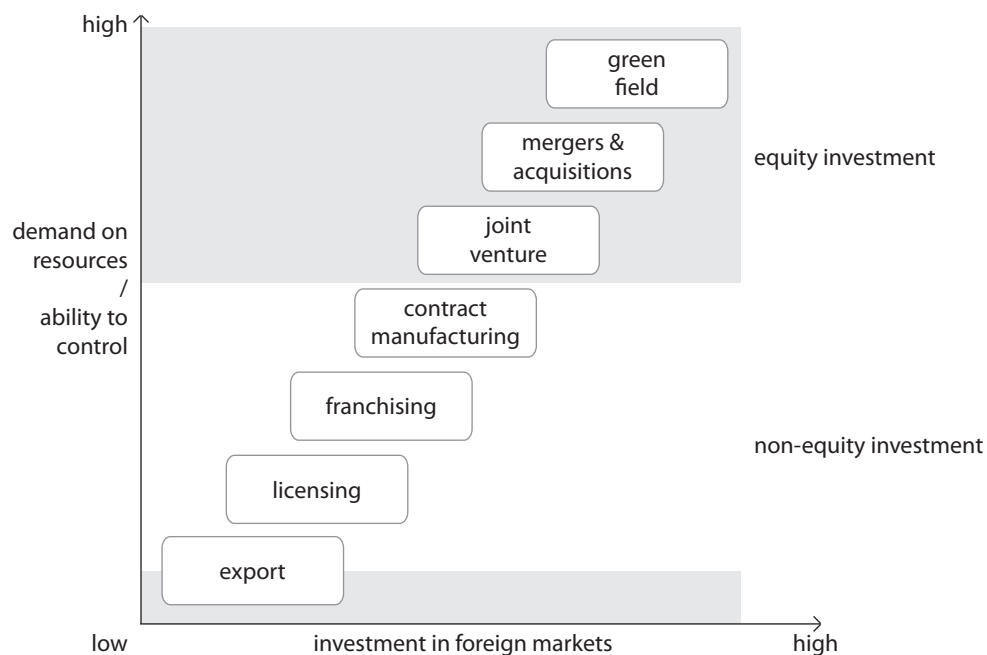 high
green
field
mergers &
acquisitions
equity investment
joint
venture
demand on
resources
/
ability to
control
contract
manufacturing
franchising
non-equity investment
licensing
export
low
investment in foreign markets
high